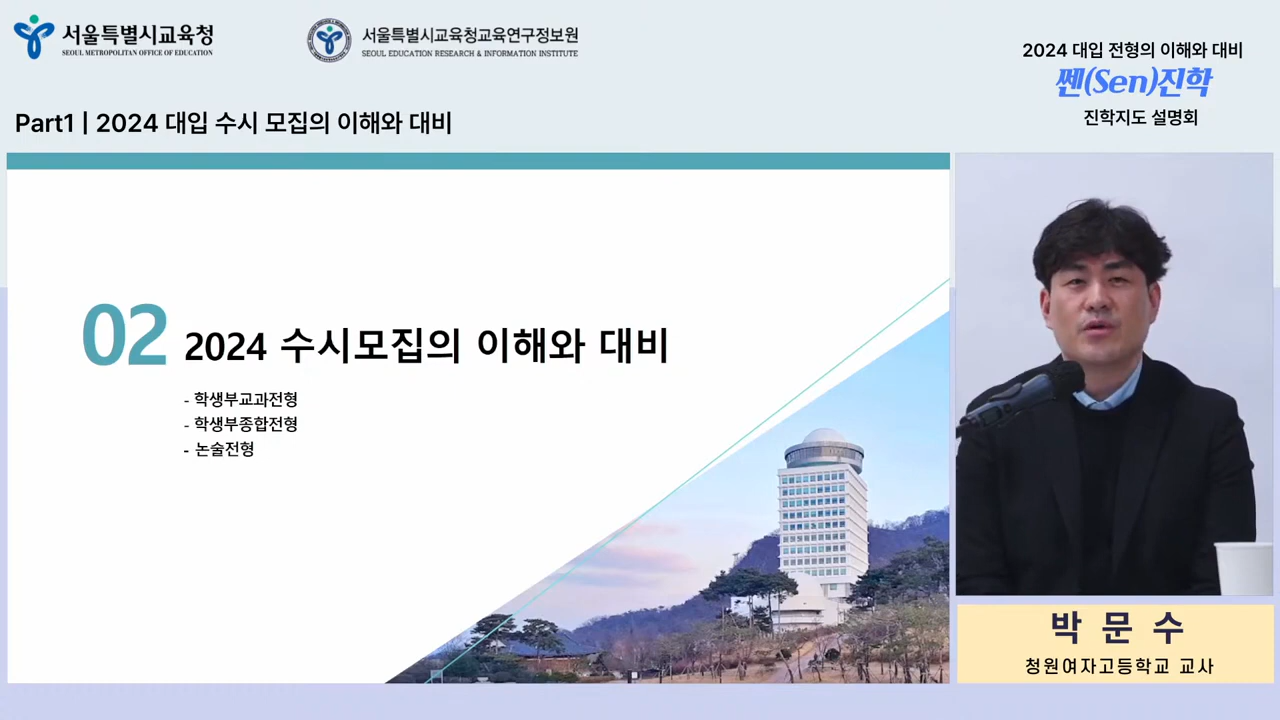 서울특별시교육청
SEOUL METROPOLITAN OFFICE OF EDUCATION
서울특별시교육청교육연구정보원
SEOUL EDUCATION RESEARCH & INFORMATION INSTITUTE
2024 대입 전형의 이해와 대비
쎈(Sen)진학
진학지도 설명회
Part1 | 2024 대입 수시 모집의 이해와 대비
02 2024 수시모집의 이해와 대비
- 학생부교과전형
- 학생부종합전형
- 논술전형
박 문 수
청원여자고등학교 교사